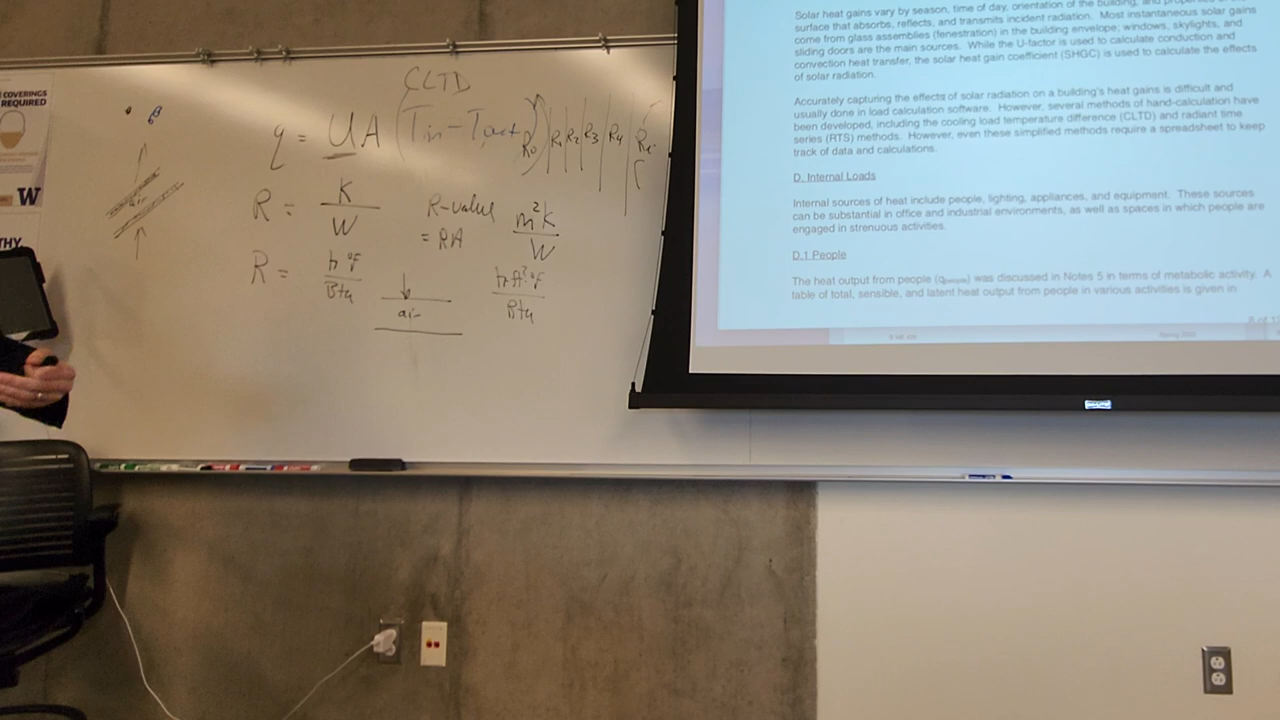 COVERINGS
REQUIRED
W
THY
CLTD
q = UA (Tin - Tout)
R0 R1 R2 R3 R4 Ri
R = K/W
R-value = RA
m²K/W
R = h°F/Btu
h ft²°F/Btu
air
Solar heat gains vary by season, time of day, orientation of the building, and
surface that absorbs, reflects, and transmits incident radiation. Most instantaneous solar gains
come from glass assemblies (fenestration) in the building envelope; windows, skylights, and
sliding doors are the main sources. While the U-factor is used to calculate conduction and
convection heat transfer, the solar heat gain coefficient (SHGC) is used to calculate the effects
of solar radiation.
Accurately capturing the effects of solar radiation on a building's heat gains is difficult and
usually done in load calculation software. However, several methods of hand-calculation have
been developed, including the cooling load temperature difference (CLTD) and radiant time
series (RTS) methods. However, even these simplified methods require a spreadsheet to keep
track of data and calculations.
D. Internal Loads
Internal sources of heat include people, lighting, appliances, and equipment. These sources
can be substantial in office and industrial environments, as well as spaces in which people are
engaged in strenuous activities.
D.1 People
The heat output from people (qpeople) was discussed in Notes 5 in terms of metabolic activity. A
table of total, sensible, and latent heat output from people in various activities is given in